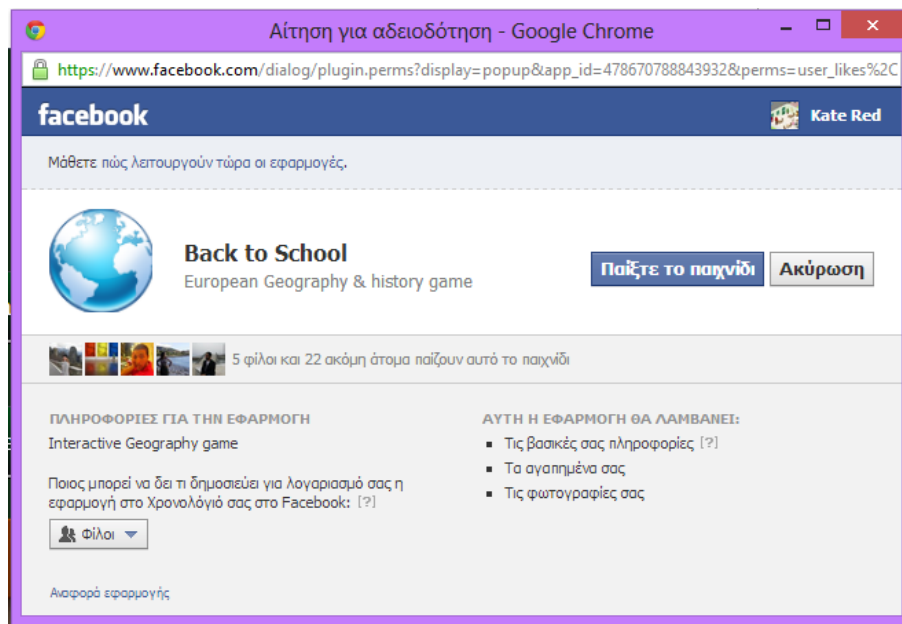 Αίτηση για αδειοδότηση - Google Chrome
https://www.facebook.com/dialog/plugin.perms?display=popup&app_id=478670788843932&perms=user_likes%2C
facebook
Kate Red
Μάθετε πώς λειτουργούν τώρα οι εφαρμογές.
Back to School
European Geography & history game
Παίξτε το παιχνίδι
Ακύρωση
5 φίλοι και 22 ακόμη άτομα παίζουν αυτό το παιχνίδι
ΠΛΗΡΟΦΟΡΙΕΣ ΓΙΑ ΤΗΝ ΕΦΑΡΜΟΓΗ
Interactive Geography game
Ποιος μπορεί να δει τι δημοσιεύει για λογαριασμό σας η
εφαρμογή στο Χρονολόγιό σας στο Facebook: [?]
Φίλοι
ΑΥΤΗ Η ΕΦΑΡΜΟΓΗ ΘΑ ΛΑΜΒΑΝΕΙ:
Τις βασικές σας πληροφορίες [?]
Τα αγαπημένα σας
Τις φωτογραφίες σας
Αναφορά εφαρμογής